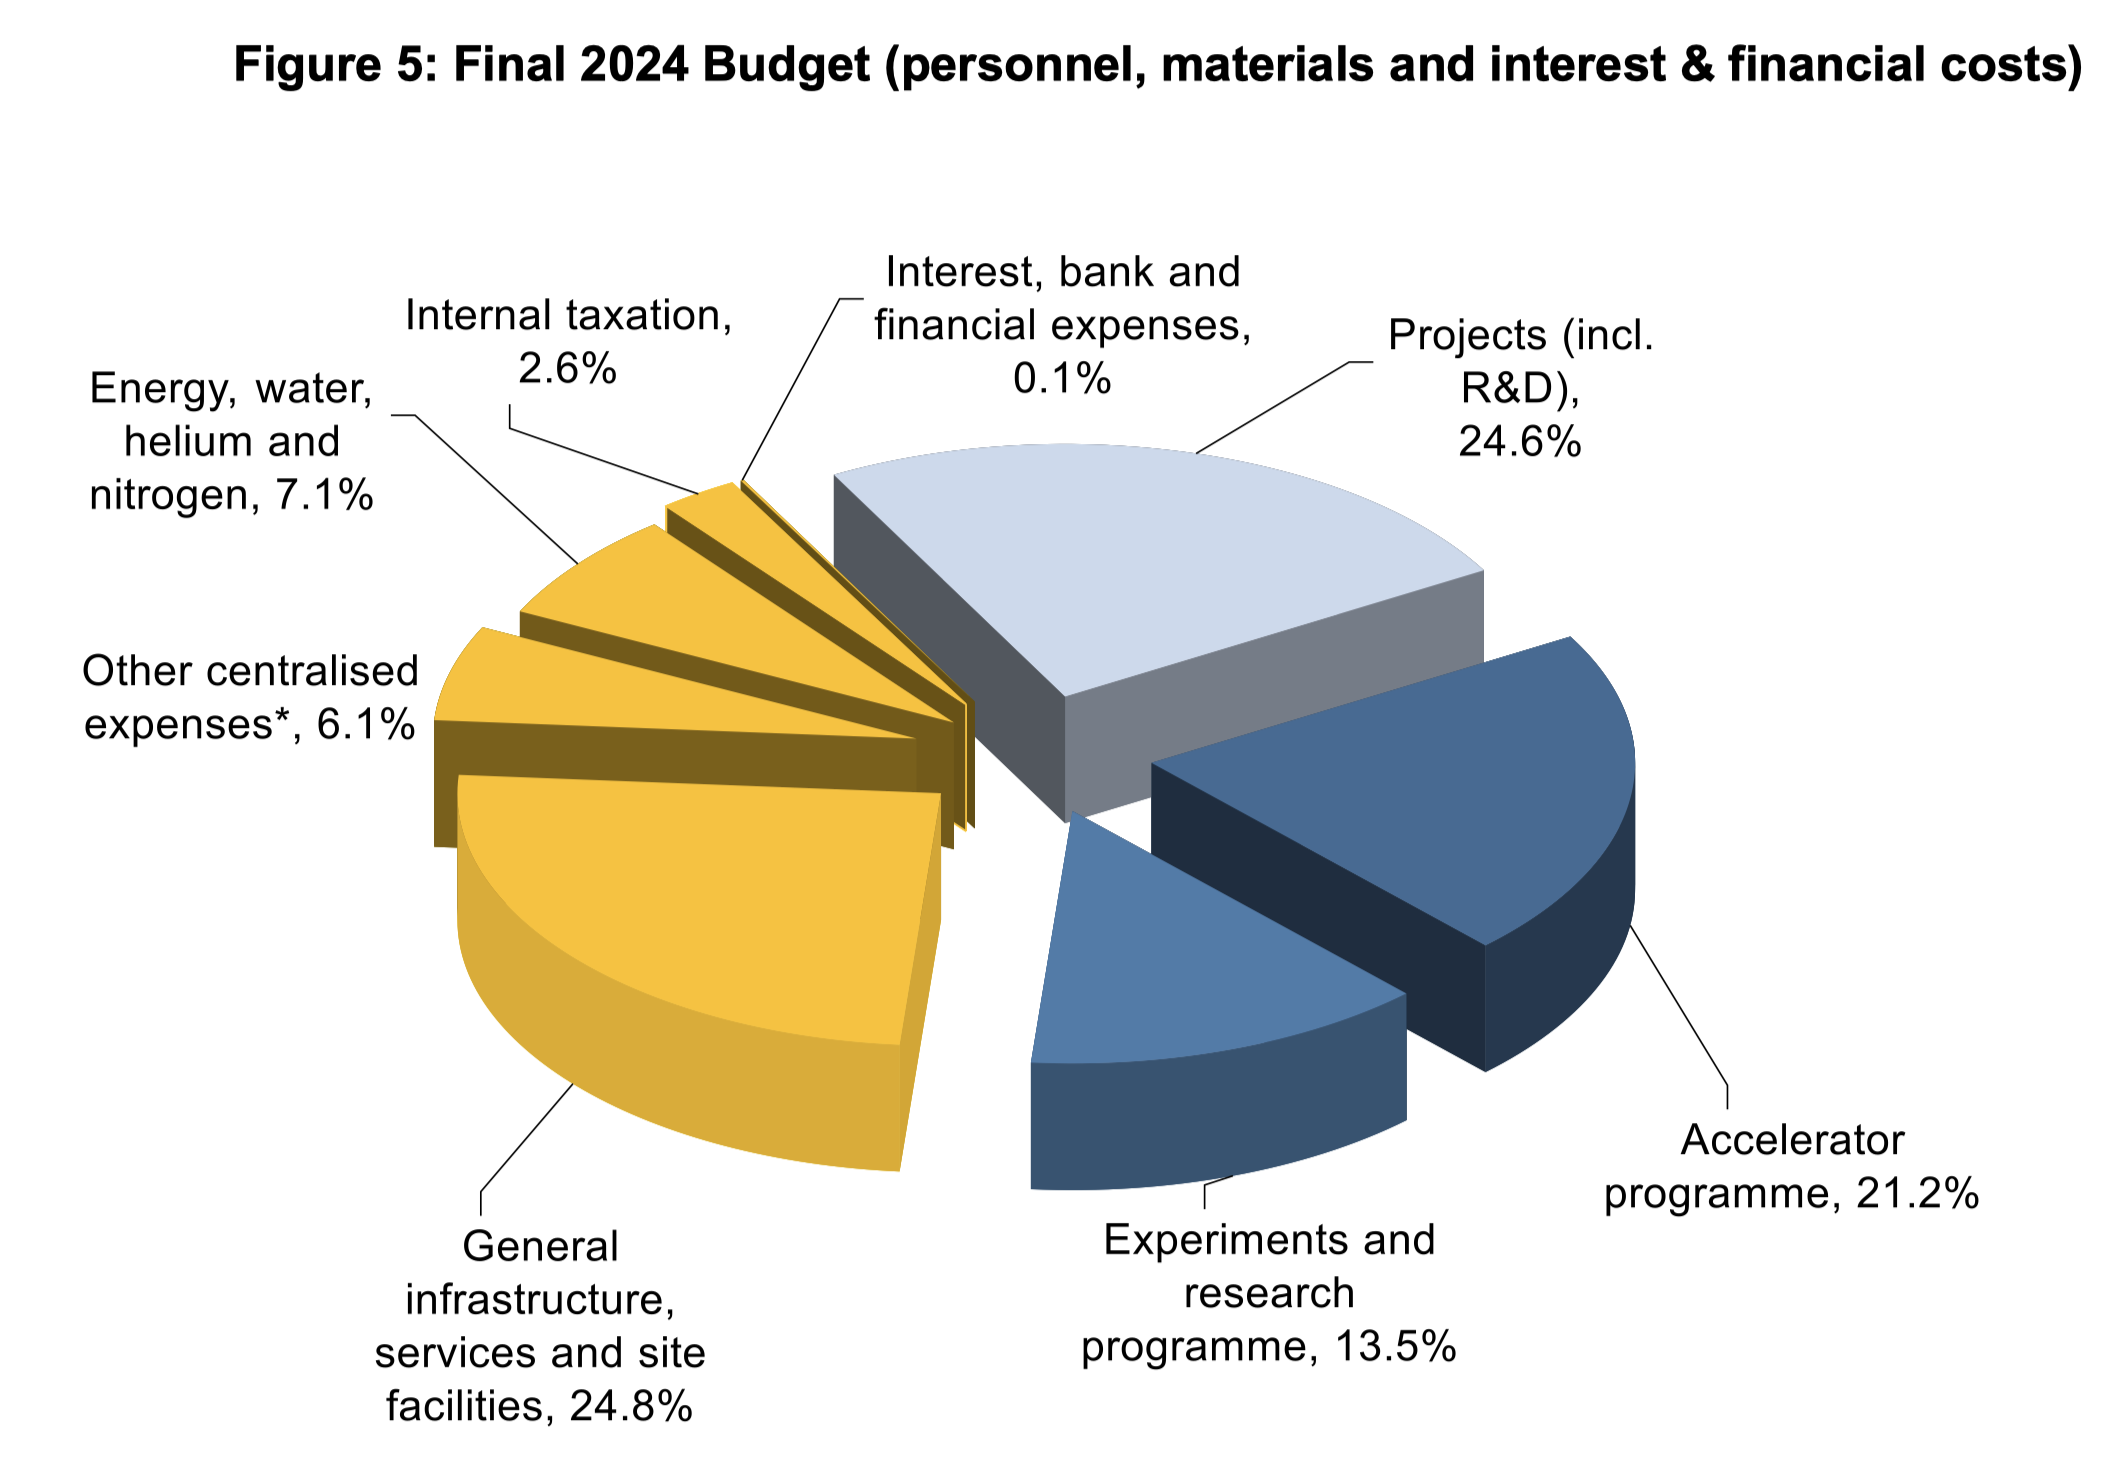 Figure 5: Final 2024 Budget (personnel, materials and interest & financial costs)
Interest, bank and
financial expenses,
0.1%
Internal taxation,
2.6%
Projects (incl.
R&D),
24.6%
Energy, water,
helium and
nitrogen, 7.1%
Other centralised
expenses*, 6.1%
Accelerator
programme, 21.2%
Experiments and
research
programme, 13.5%
General
infrastructure,
services and site
facilities, 24.8%